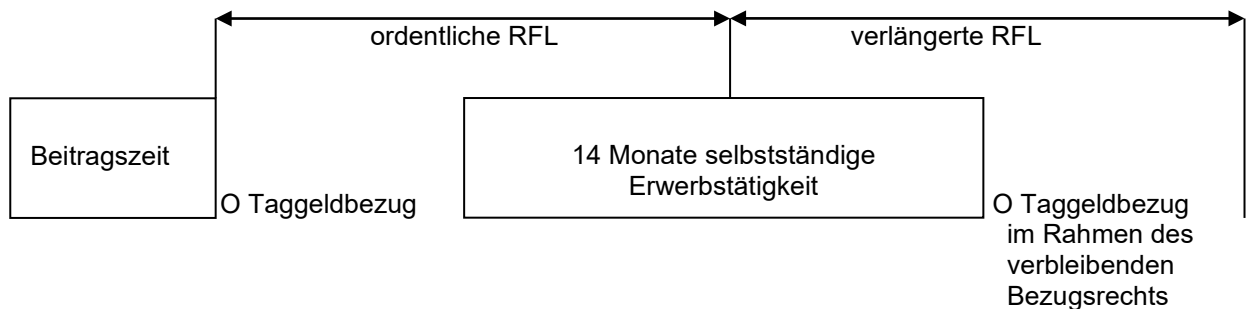 ordentliche RFL
verlängerte RFL
Beitragszeit
14 Monate selbstständige
Erwerbstätigkeit
O Taggeldbezug
O Taggeldbezug
im Rahmen des
verbleibenden
Bezugsrechts